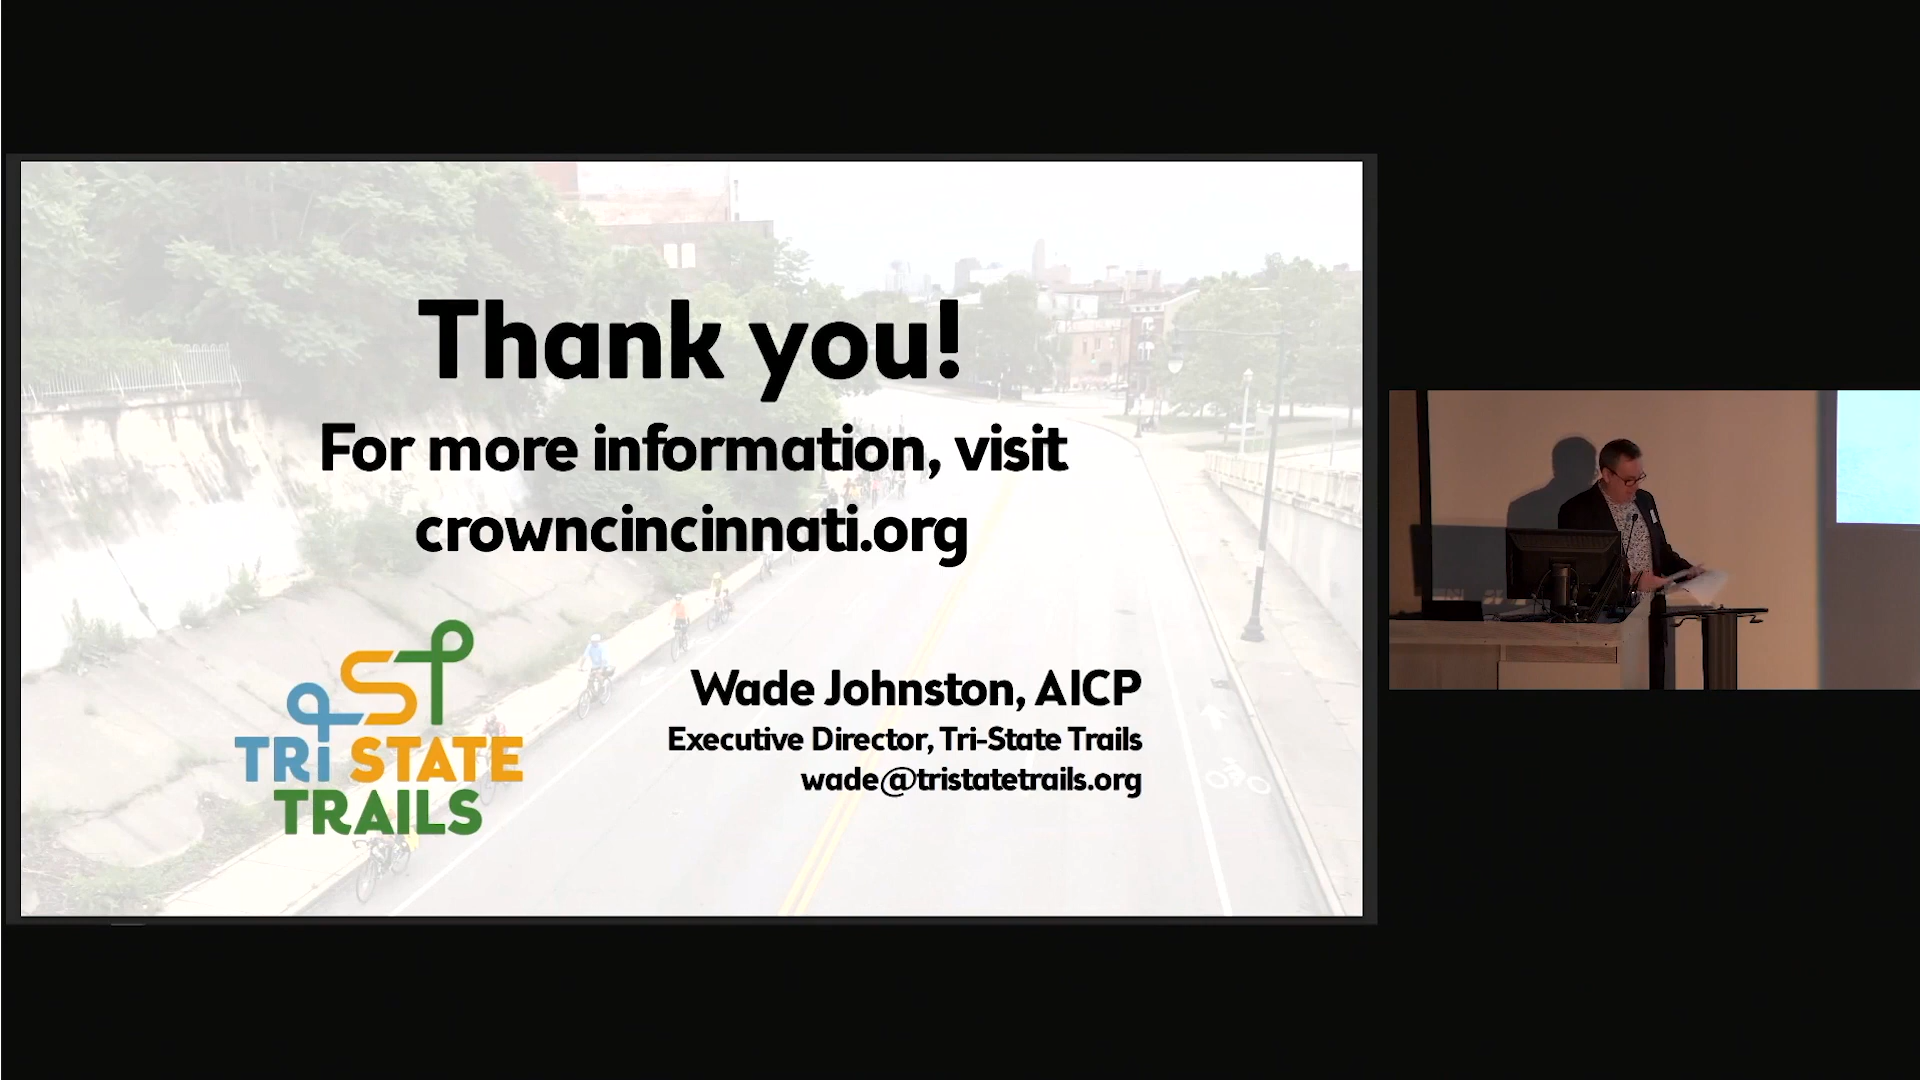 Thank you!
For more information, visit
crowncincinnati.org
TRi STATE
TRAILS
Wade Johnston, AICP
Executive Director, Tri-State Trails
wade@tristatetrails.org